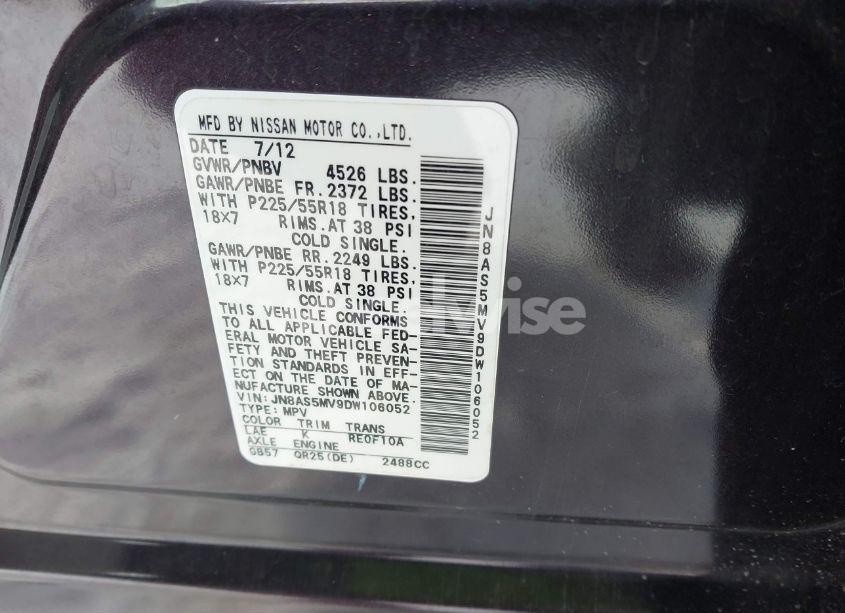 MFD BY NISSAN MOTOR CO.,LTD.
DATE 7/12
GVWR/PNBV 4526 LBS.
GAWR/PNBE FR. 2372 LBS.
WITH P225/55R18 TIRES,
18X7 RIMS.AT 38 PSI
COLD SINGLE.
GAWR/PNBE RR. 2249 LBS.
WITH P225/55R18 TIRES,
18X7 RIMS.AT 38 PSI
COLD SINGLE.
THIS VEHICLE CONFORMS
TO ALL APPLICABLE FED-
ERAL MOTOR VEHICLE SA-
FETY AND THEFT PREVEN-
TION STANDARDS IN EFF-
ECT ON THE DATE OF MA-
NUFACTURE SHOWN ABOVE.
VIN: JN8AS5MV9DW106052
TYPE: MPV
COLOR TRIM TRANS
LAE K RE0F10A
AXLE ENGINE
GB57 QR25(DE) 2488CC
JN8AS5MV9DW106052